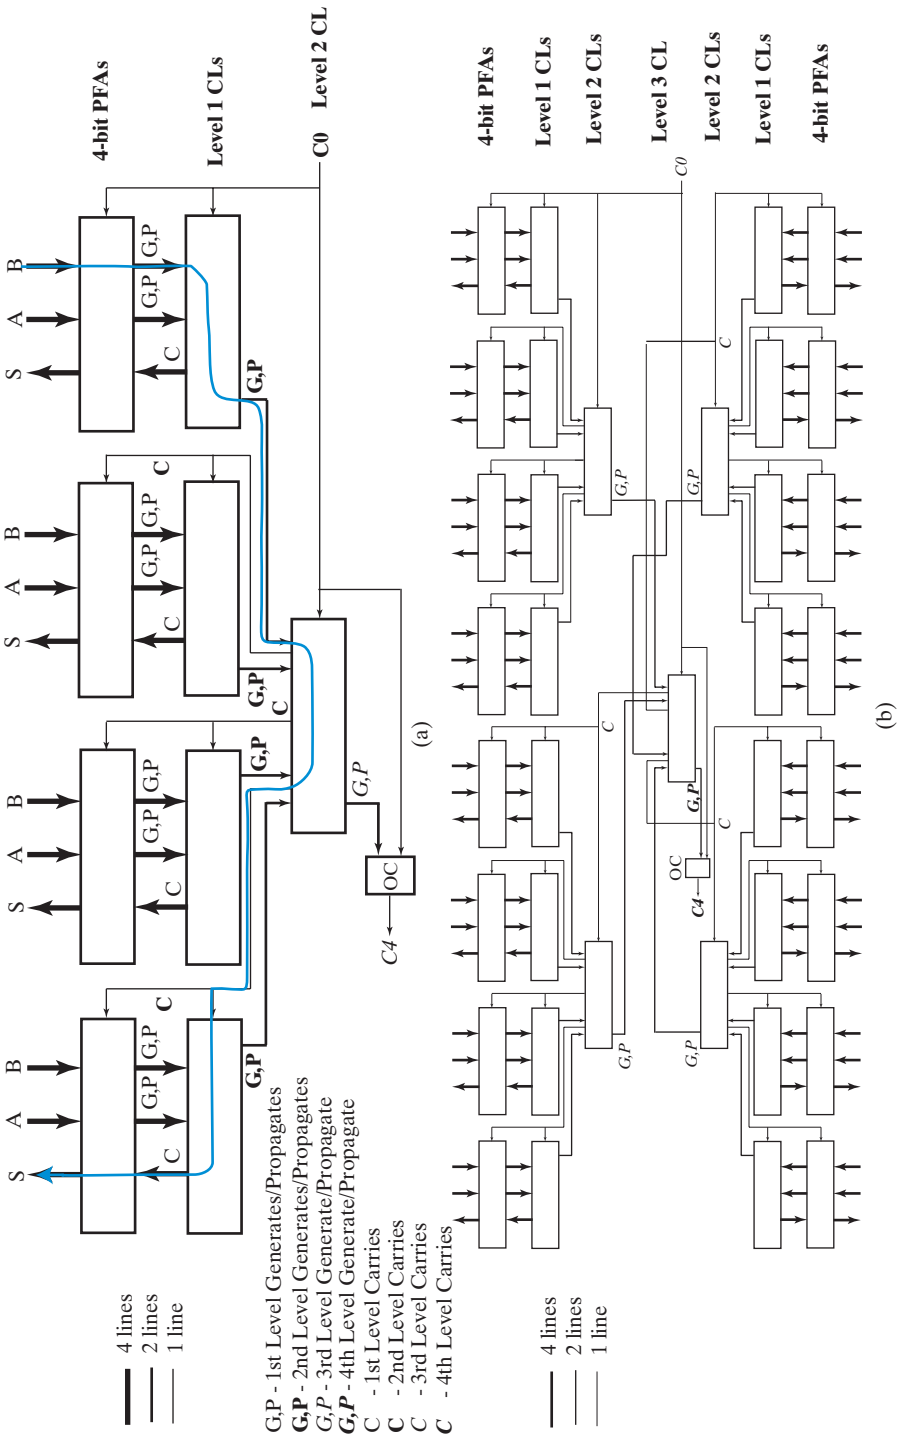 S A B S A B S A B S A B
4-bit PFAs
4 lines
2 lines
1 line
G,P G,P G,P G,P G,P G,P G,P G,P
C C C C C C
Level 1 CLs
G,P G,P G,P G,P
C
C0 Level 2 CL
G,P
OC
C4
G,P - 1st Level Generates/Propagates
G,P - 2nd Level Generates/Propagates
G,P - 3rd Level Generate/Propagate
G,P - 4th Level Generate/Propagate
C - 1st Level Carries
C - 2nd Level Carries
C - 3rd Level Carries
C - 4th Level Carries
(a)
4-bit PFAs
Level 1 CLs
4 lines
2 lines
1 line
Level 2 CLs
C
G,P G,P
Level 3 CL
C0
OC
C4
G,P
G,P G,P
Level 2 CLs
C C
Level 1 CLs
4-bit PFAs
(b)